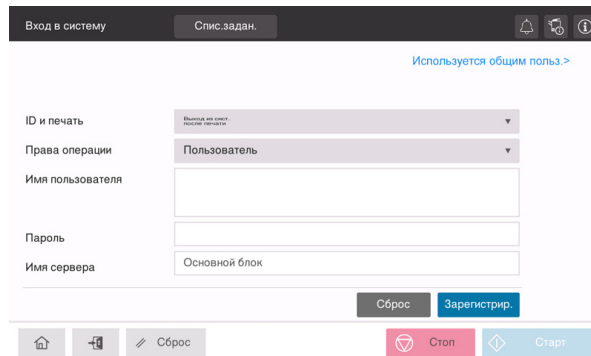 Вход в систему
Спис.задан.
Используется общим польз.>
ID и печать
Выход из сист.
после печати
Права операции
Пользователь
Имя пользователя
Пароль
Имя сервера
Основной блок
Сброс
Зарегистрир.
Сброс
Стоп
Старт